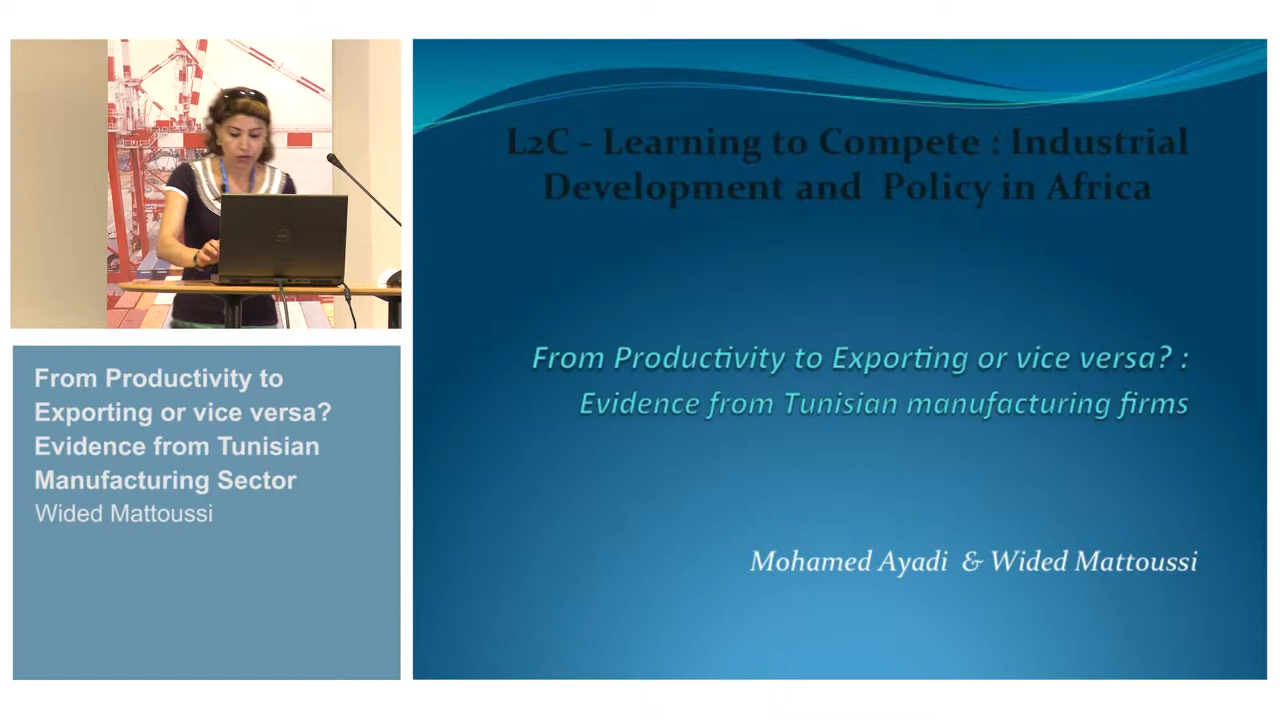 From Productivity to
Exporting or vice versa?
Evidence from Tunisian
Manufacturing Sector
Wided Mattoussi
L2C - Learning to Compete : Industrial
Development and Policy in Africa
From Productivity to Exporting or vice versa? :
Evidence from Tunisian manufacturing firms
Mohamed Ayadi & Wided Mattoussi